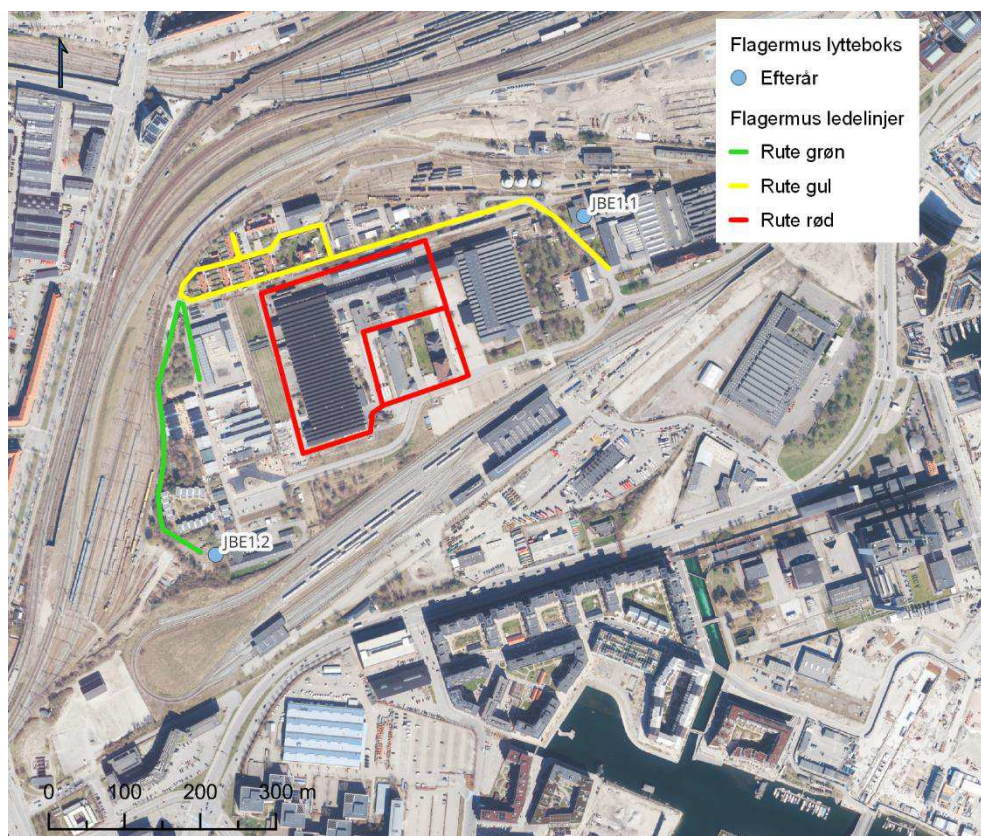 Flagermus lytteboks
Efterår
Flagermus ledelinjer
Rute grøn
Rute gul
Rute rød
JBE1.1
JBE1.2
0 100 200 300 m